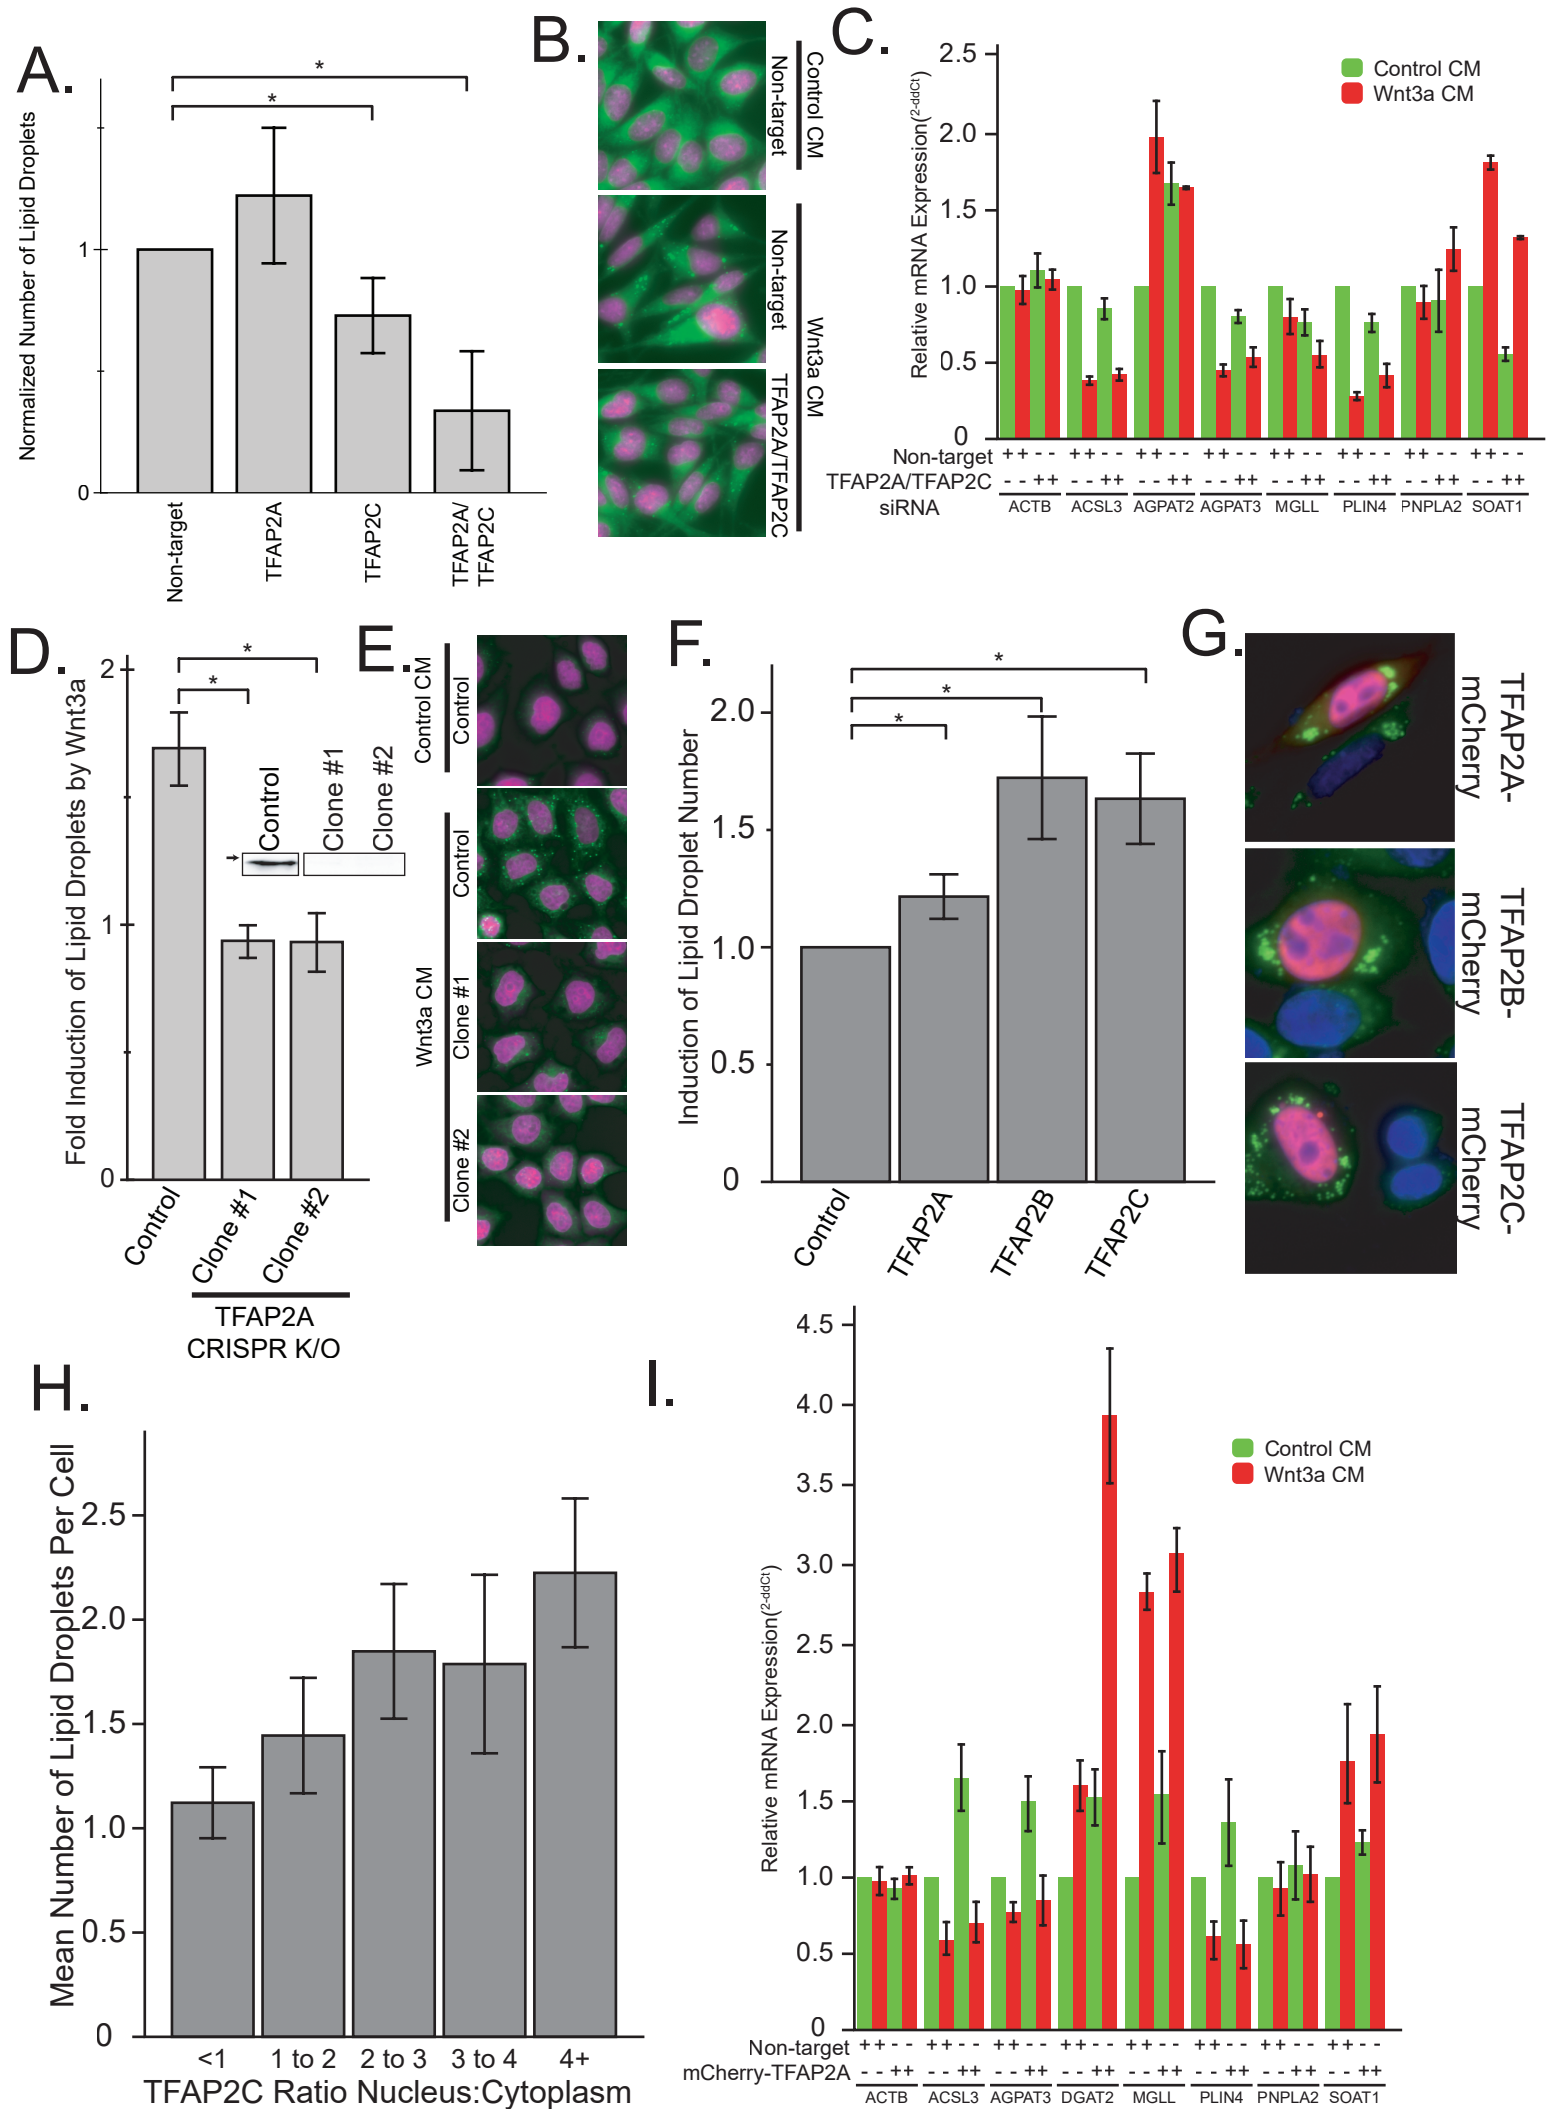 A.
Normalized Number of Lipid Droplets
1
0
*
*
Non-target
TFAP2A
TFAP2C
TFAP2A/
TFAP2C
B.
Control CM
Non-target
Wnt3a CM
Non-target
TFAP2A/TFAP2C
C.
Relative mRNA Expression(2-ddCt)
2.5
2.0
1.5
1.0
0.5
0
Control CM
Wnt3a CM
Non-target ++-- ++-- ++-- ++-- ++-- ++-- ++-- ++--
TFAP2A/TFAP2C --++ --++ --++ --++ --++ --++ --++ --++
siRNA ACTB ACSL3 AGPAT2 AGPAT3 MGLL PLIN4 PNPLA2 SOAT1
D.
Fold Induction of Lipid Droplets by Wnt3a
2
1
0
*
*
Control
Clone #1
Clone #2
Control
Clone #1
Clone #2
TFAP2A
CRISPR K/O
E.
Control CM
Control
Wnt3a CM
Control
Clone #1
Clone #2
F.
Induction of Lipid Droplet Number
2.0
1.5
1.0
0.5
0
*
*
*
Control
TFAP2A
TFAP2B
TFAP2C
G.
TFAP2A-
mCherry
TFAP2B-
mCherry
TFAP2C-
mCherry
H.
Mean Number of Lipid Droplets Per Cell
2.5
2.0
1.5
1.0
0.5
0
<1 1 to 2 2 to 3 3 to 4 4+
TFAP2C Ratio Nucleus:Cytoplasm
I.
Relative mRNA Expression(2-ddCt)
4.5
4.0
3.5
3.0
2.5
2.0
1.5
1.0
0.5
0
Control CM
Wnt3a CM
Non-target ++-- ++-- ++-- ++-- ++-- ++-- ++-- ++--
mCherry-TFAP2A --++ --++ --++ --++ --++ --++ --++ --++
ACTB ACSL3 AGPAT3 DGAT2 MGLL PLIN4 PNPLA2 SOAT1